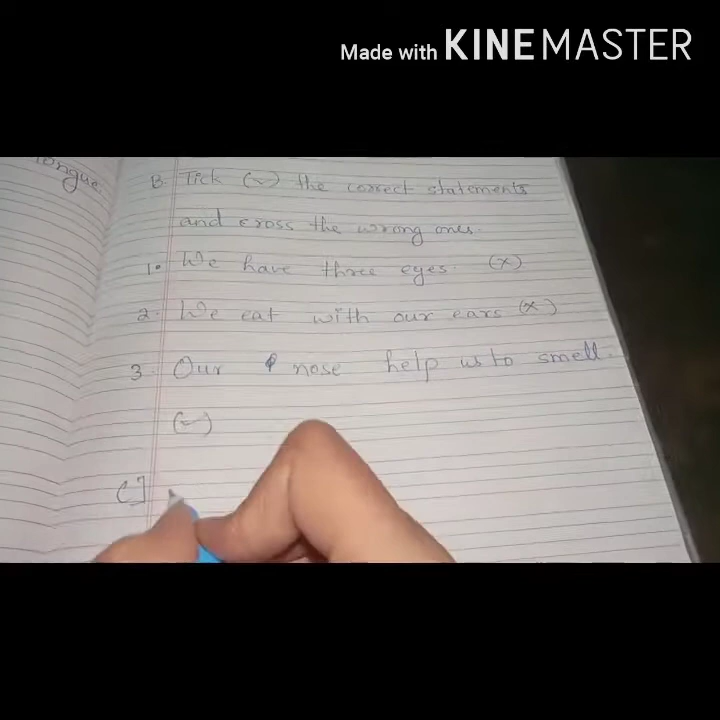 Made with KINEMASTER
Tongue
B. Tick (✓) the correct statements
and cross the wrong ones.
1. We have three eyes. (x)
2. We eat with our ears (x)
3. Our nose help us to smell.
(✓)
C]